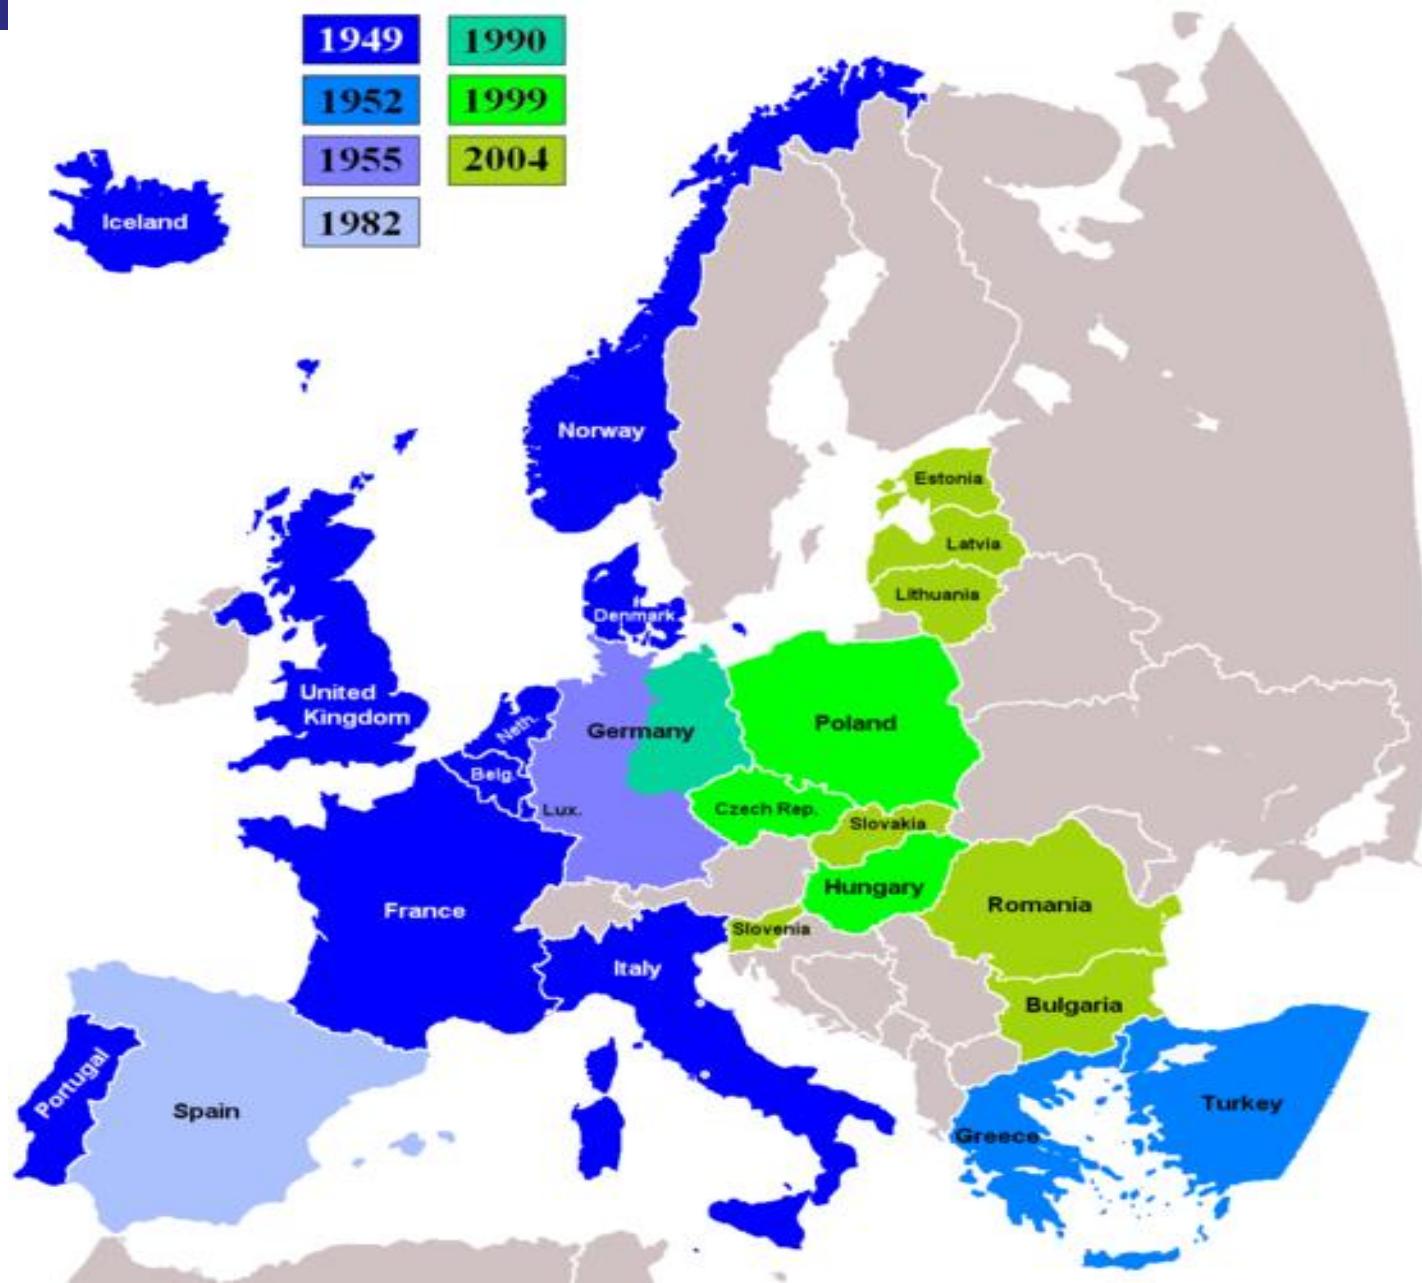 1949
1990
1952
1999
1955
2004
1982
Iceland
Norway
Estonia
Latvia
Lithuania
Denmark
United
Kingdom
Neth.
Germany
Poland
Belg.
Lux.
Czech Rep.
Slovakia
Hungary
France
Romania
Slovenia
Italy
Bulgaria
Portugal
Spain
Turkey
Greece